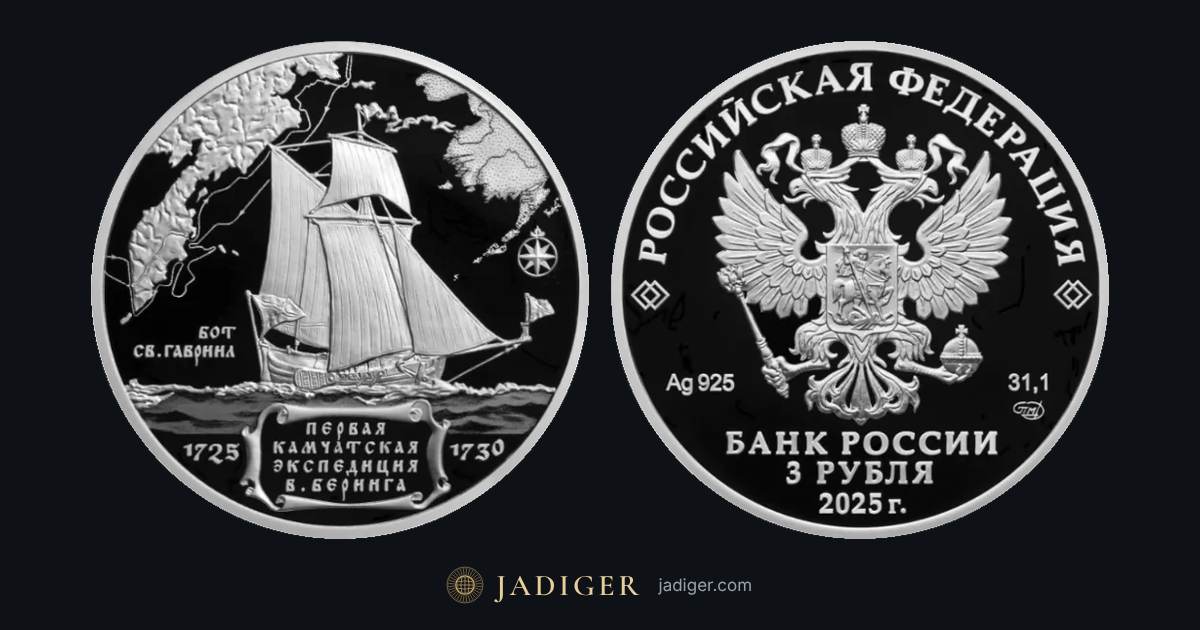 БОТ
СВ. ГАВРИИЛ
1725
ПЕРВАЯ
КАМЧАТСКАЯ
ЭКСПЕДИЦИЯ
В. БЕРИНГА
1730
РОССИЙСКАЯ ФЕДЕРАЦИЯ
Ag 925
31,1
СПМД
БАНК РОССИИ
3 РУБЛЯ
2025 г.
JADIGER
jadiger.com